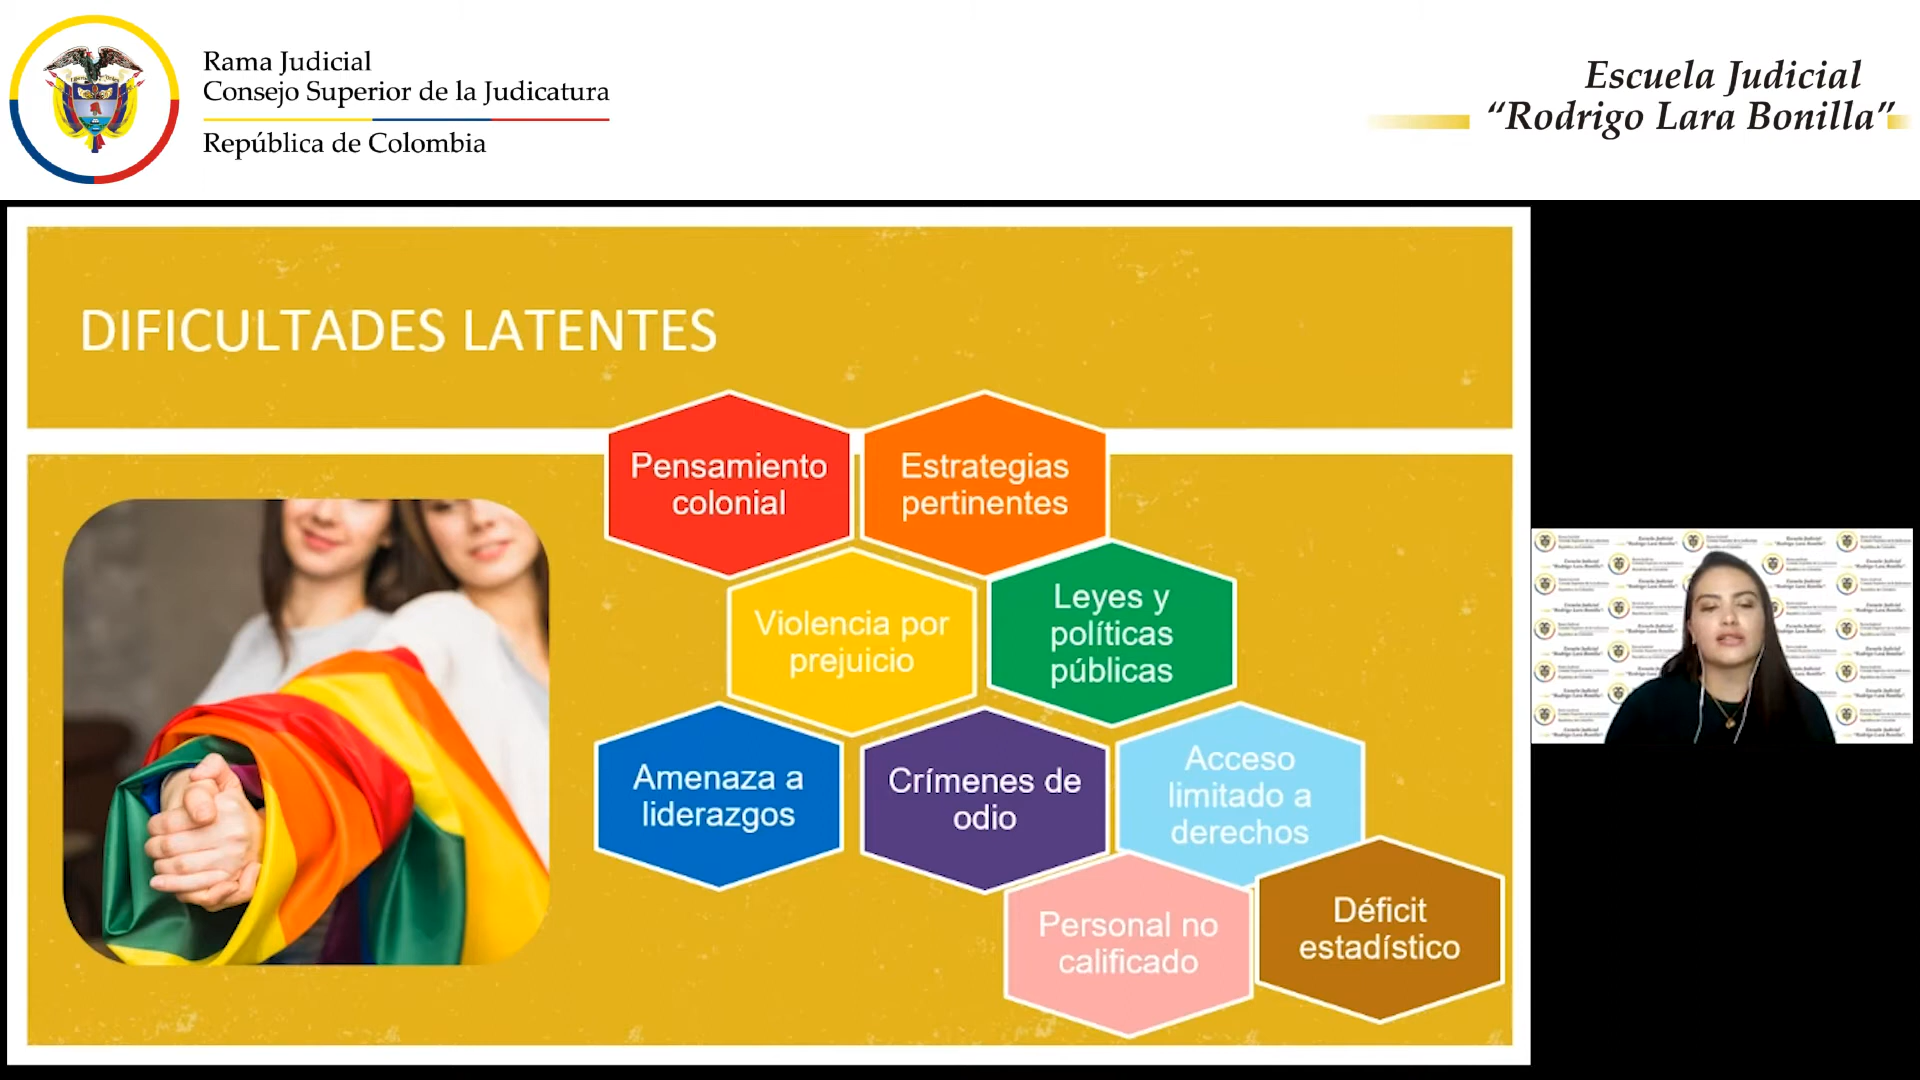 Rama Judicial
Consejo Superior de la Judicatura
República de Colombia
Escuela Judicial
“Rodrigo Lara Bonilla”
DIFICULTADES LATENTES
Pensamiento
colonial
Estrategias
pertinentes
Violencia por
prejuicio
Leyes y
políticas
públicas
Amenaza a
liderazgos
Crímenes de
odio
Acceso
limitado a
derechos
Personal no
calificado
Déficit
estadístico